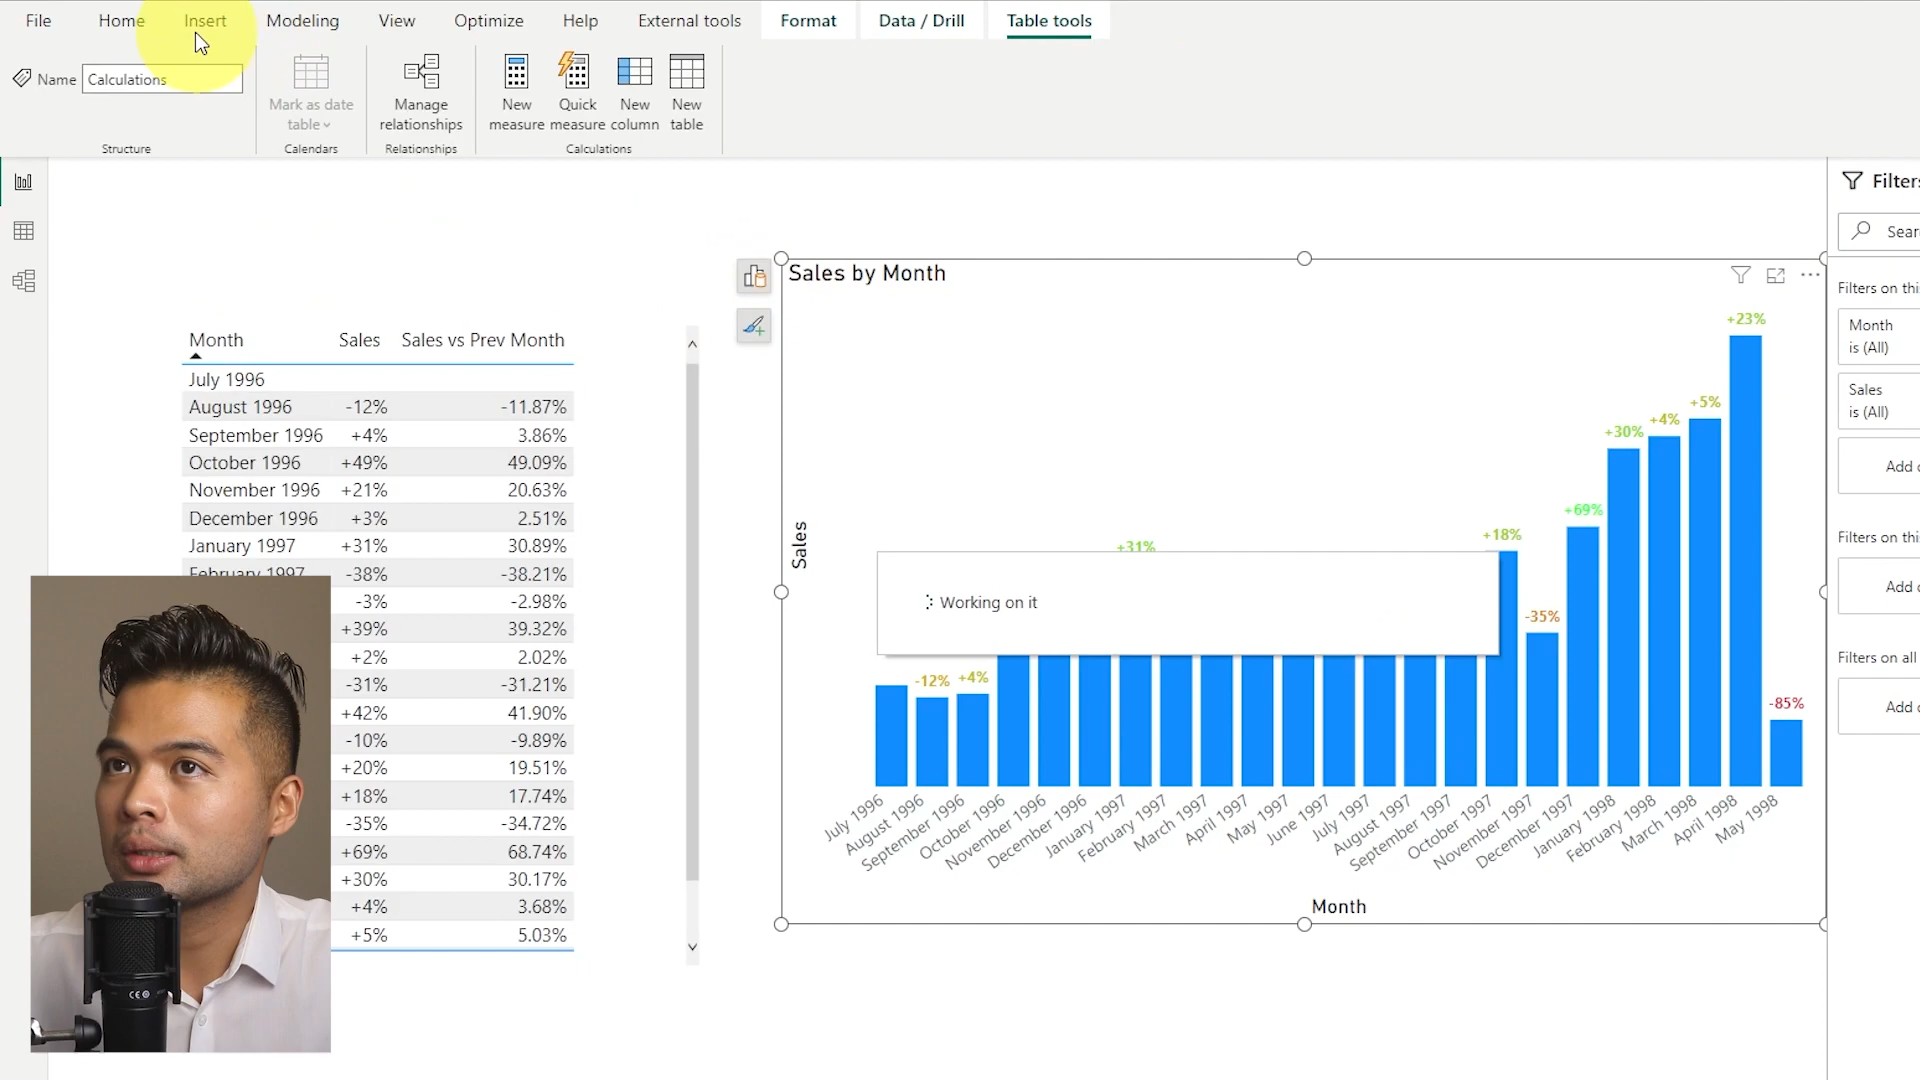 File Home Insert Modeling View Optimize Help External tools Format Data / Drill Table tools
Name Calculations
Mark as date table
Manage relationships
New measure
Quick measure
New column
New table
Structure Calendars Relationships Calculations
Filters
Sear
Filters on this
Month
is (All)
Sales
is (All)
Add
Filters on this
Add
Filters on all
Add
Month Sales Sales vs Prev Month
July 1996
August 1996 -12% -11.87%
September 1996 +4% 3.86%
October 1996 +49% 49.09%
November 1996 +21% 20.63%
December 1996 +3% 2.51%
January 1997 +31% 30.89%
February 1997 -38% -38.21%
-3% -2.98%
+39% 39.32%
+2% 2.02%
-31% -31.21%
+42% 41.90%
-10% -9.89%
+20% 19.51%
+18% 17.74%
-35% -34.72%
+69% 68.74%
+30% 30.17%
+4% 3.68%
+5% 5.03%
Sales by Month
Sales
+23%
+5%
+4%
+30%
+69%
+18%
+31%
-35%
-12% +4%
-85%
Working on it
July 1996
August 1996
September 1996
October 1996
November 1996
December 1996
January 1997
February 1997
March 1997
April 1997
May 1997
June 1997
July 1997
August 1997
September 1997
October 1997
November 1997
December 1997
January 1998
February 1998
March 1998
April 1998
May 1998
Month